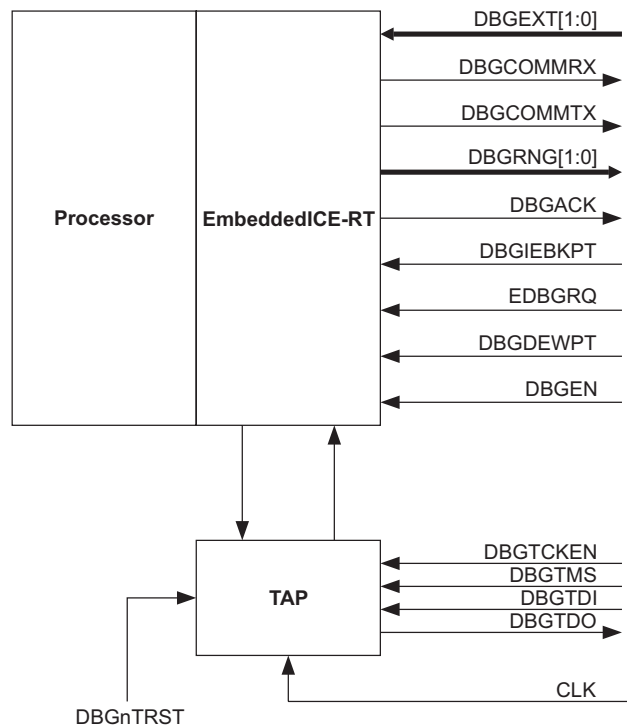 DBGEXT[1:0]
DBGCOMMRX
DBGCOMMTX
DBGRNG[1:0]
Processor
EmbeddedICE-RT
DBGACK
DBGIEBKPT
EDBGRQ
DBGDEWPT
DBGEN
DBGTCKEN
DBGTMS
TAP
DBGTDI
DBGTDO
CLK
DBGnTRST